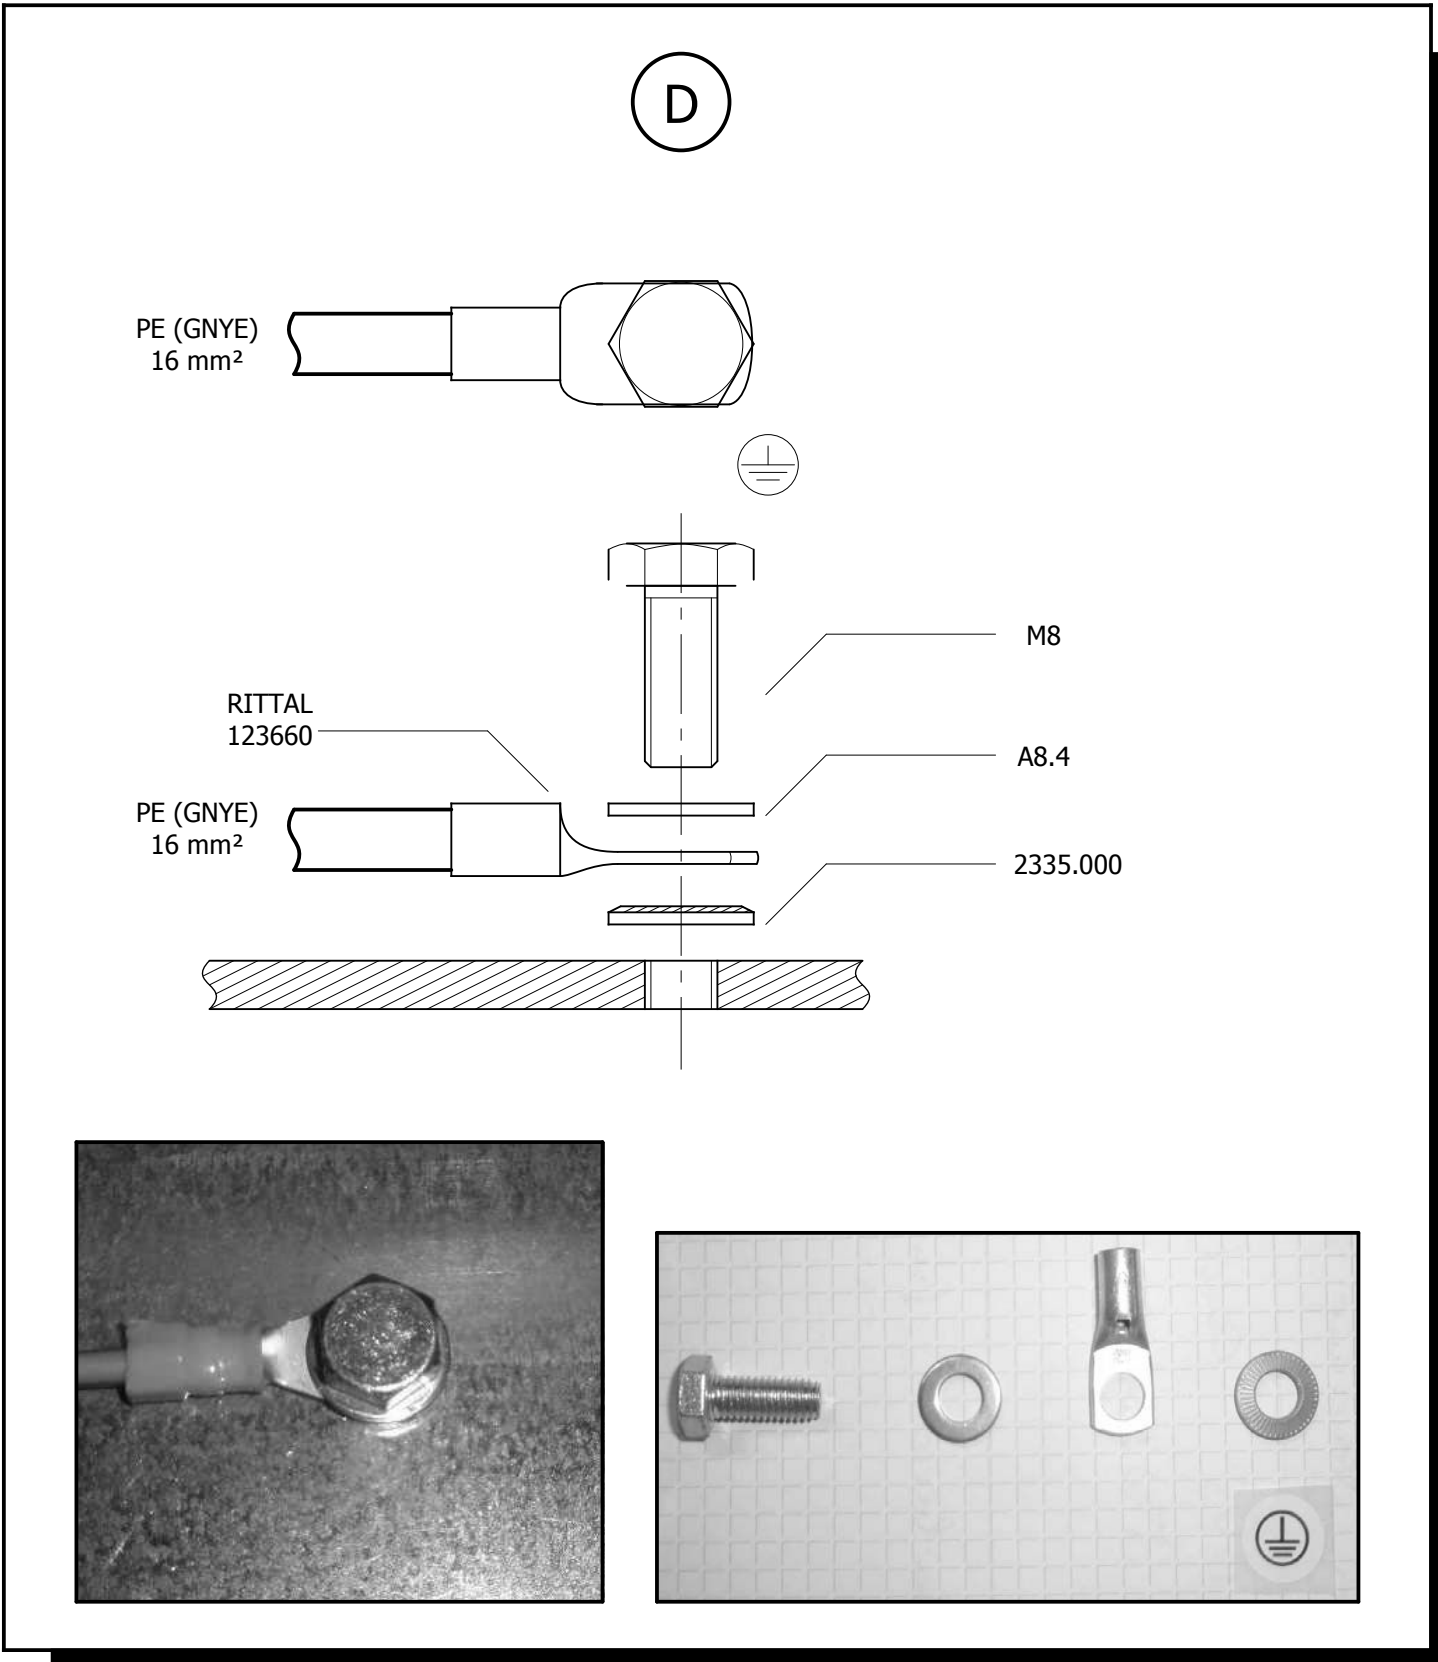 D
PE (GNYE)
16 mm²
M8
RITTAL
123660
A8.4
PE (GNYE)
16 mm²
2335.000